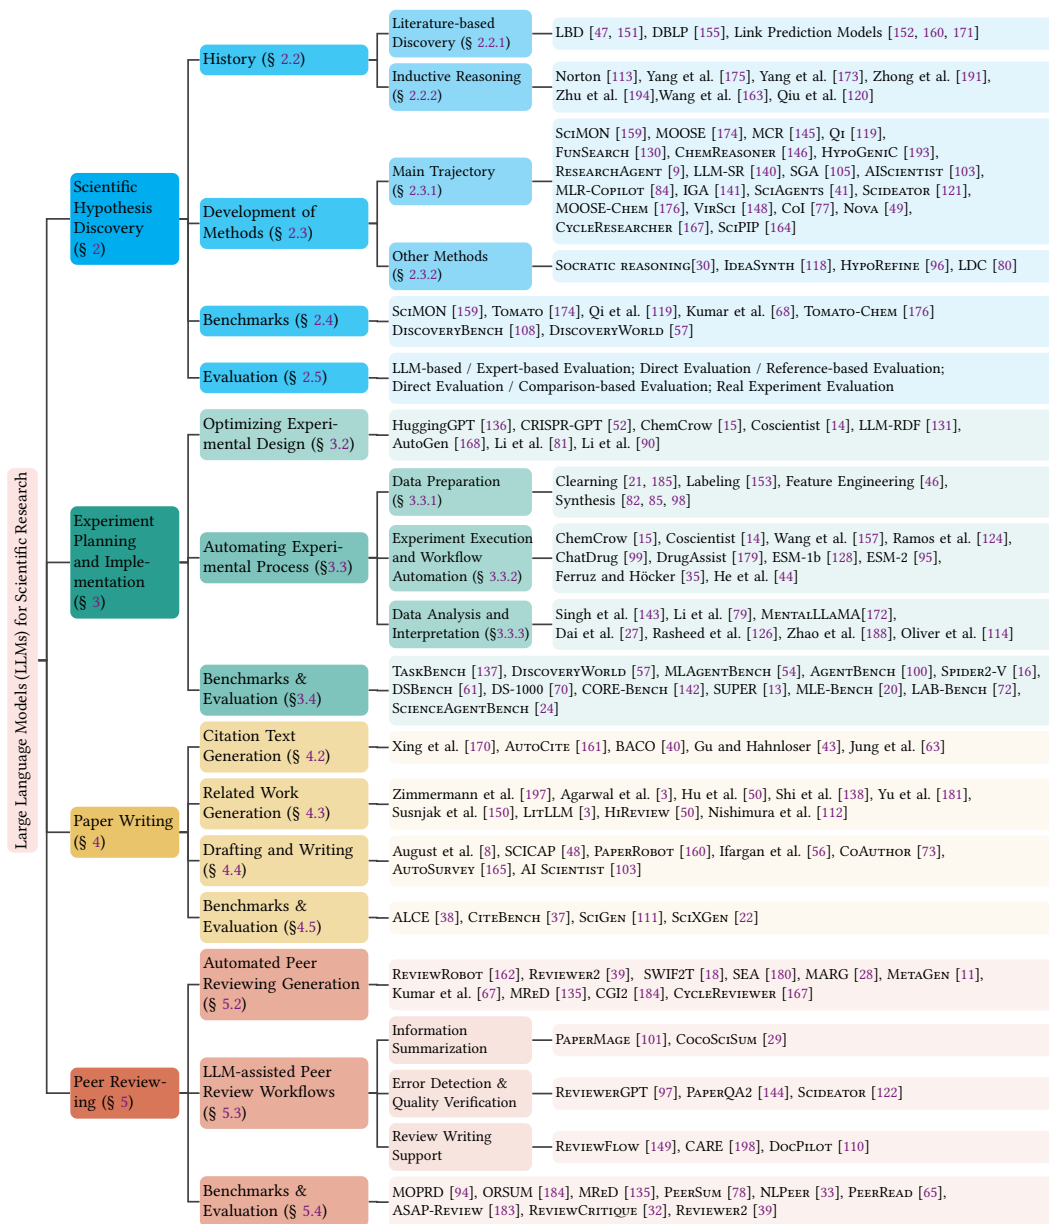 Large Language Models (LLMs) for Scientific Research
Scientific
Hypothesis
Discovery
(§ 2)
History (§ 2.2)
Literature-based
Discovery (§ 2.2.1)
LBD [47, 151], DBLP [155], Link Prediction Models [152, 160, 171]
Inductive Reasoning
(§ 2.2.2)
Norton [113], Yang et al. [175], Yang et al. [173], Zhong et al. [191],
Zhu et al. [194],Wang et al. [163], Qiu et al. [120]
Development of
Methods (§ 2.3)
Main Trajectory
(§ 2.3.1)
SciMON [159], MOOSE [174], MCR [145], Qi [119],
FunSearch [130], ChemReasoner [146], HypoGeniC [193],
ResearchAgent [9], LLM-SR [140], SGA [105], AIScientist [103],
MLR-Copilot [84], IGA [141], SciAgents [41], Scideator [121],
MOOSE-Chem [176], VirSci [148], CoI [77], Nova [49],
CycleResearcher [167], SciPIP [164]
Other Methods
(§ 2.3.2)
Socratic reasoning[30], IdeaSynth [118], HypoRefine [96], LDC [80]
Benchmarks (§ 2.4)
SciMON [159], Tomato [174], Qi et al. [119], Kumar et al. [68], Tomato-Chem [176]
DiscoveryBench [108], DiscoveryWorld [57]
Evaluation (§ 2.5)
LLM-based / Expert-based Evaluation; Direct Evaluation / Reference-based Evaluation;
Direct Evaluation / Comparison-based Evaluation; Real Experiment Evaluation
Experiment
Planning
and Imple-
mentation
(§ 3)
Optimizing Experi-
mental Design (§ 3.2)
HuggingGPT [136], CRISPR-GPT [52], ChemCrow [15], Coscientist [14], LLM-RDF [131],
AutoGen [168], Li et al. [81], Li et al. [90]
Automating Experi-
mental Process (§3.3)
Data Preparation
(§ 3.3.1)
Clearning [21, 185], Labeling [153], Feature Engineering [46],
Synthesis [82, 85, 98]
Experiment Execution
and Workflow
Automation (§ 3.3.2)
ChemCrow [15], Coscientist [14], Wang et al. [157], Ramos et al. [124],
ChatDrug [99], DrugAssist [179], ESM-1b [128], ESM-2 [95],
Ferruz and Höcker [35], He et al. [44]
Data Analysis and
Interpretation (§3.3.3)
Singh et al. [143], Li et al. [79], MentalLLaMA[172],
Dai et al. [27], Rasheed et al. [126], Zhao et al. [188], Oliver et al. [114]
Benchmarks &
Evaluation (§3.4)
TaskBench [137], DiscoveryWorld [57], MLAgentBench [54], AgentBench [100], Spider2-V [16],
DSBench [61], DS-1000 [70], CORE-Bench [142], SUPER [13], MLE-Bench [20], LAB-Bench [72],
ScienceAgentBench [24]
Paper Writing
(§ 4)
Citation Text
Generation (§ 4.2)
Xing et al. [170], AutoCite [161], BACO [40], Gu and Hahnloser [43], Jung et al. [63]
Related Work
Generation (§ 4.3)
Zimmermann et al. [197], Agarwal et al. [3], Hu et al. [50], Shi et al. [138], Yu et al. [181],
Susnjak et al. [150], LitLLM [3], HiReview [50], Nishimura et al. [112]
Drafting and Writing
(§ 4.4)
August et al. [8], SCICAP [48], PaperRobot [160], Ifargan et al. [56], CoAuthor [73],
AutoSurvey [165], AI Scientist [103]
Benchmarks &
Evaluation (§4.5)
ALCE [38], CiteBench [37], SciGen [111], SciXGen [22]
Peer Review-
ing (§ 5)
Automated Peer
Reviewing Generation
(§ 5.2)
ReviewRobot [162], Reviewer2 [39], SWIF2T [18], SEA [180], MARG [28], MetaGen [11],
Kumar et al. [67], MReD [135], CGI2 [184], CycleReviewer [167]
LLM-assisted Peer
Review Workflows
(§ 5.3)
Information
Summarization
PaperMage [101], CocoSciSum [29]
Error Detection &
Quality Verification
ReviewerGPT [97], PaperQA2 [144], Scideator [122]
Review Writing
Support
ReviewFlow [149], CARE [198], DocPilot [110]
Benchmarks &
Evaluation (§ 5.4)
MOPRD [94], ORSUM [184], MReD [135], PeerSum [78], NLPeer [33], PeerRead [65],
ASAP-Review [183], ReviewCritique [32], Reviewer2 [39]